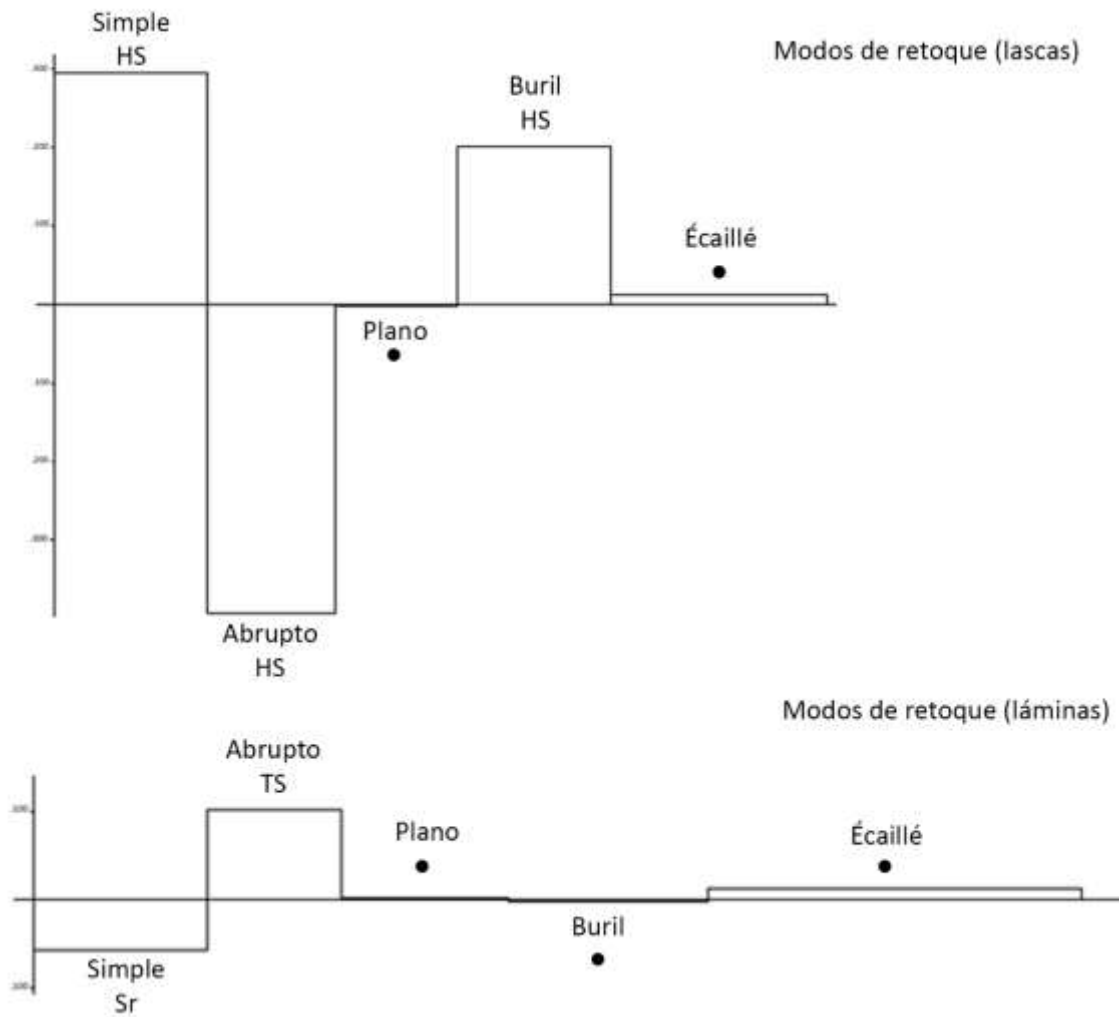 Simple
HS
Modos de retoque (lascas)
Buril
HS
Écaillé
Plano
Abrupto
HS
Modos de retoque (láminas)
Abrupto
TS
Plano
Écaillé
Buril
Simple
Sr